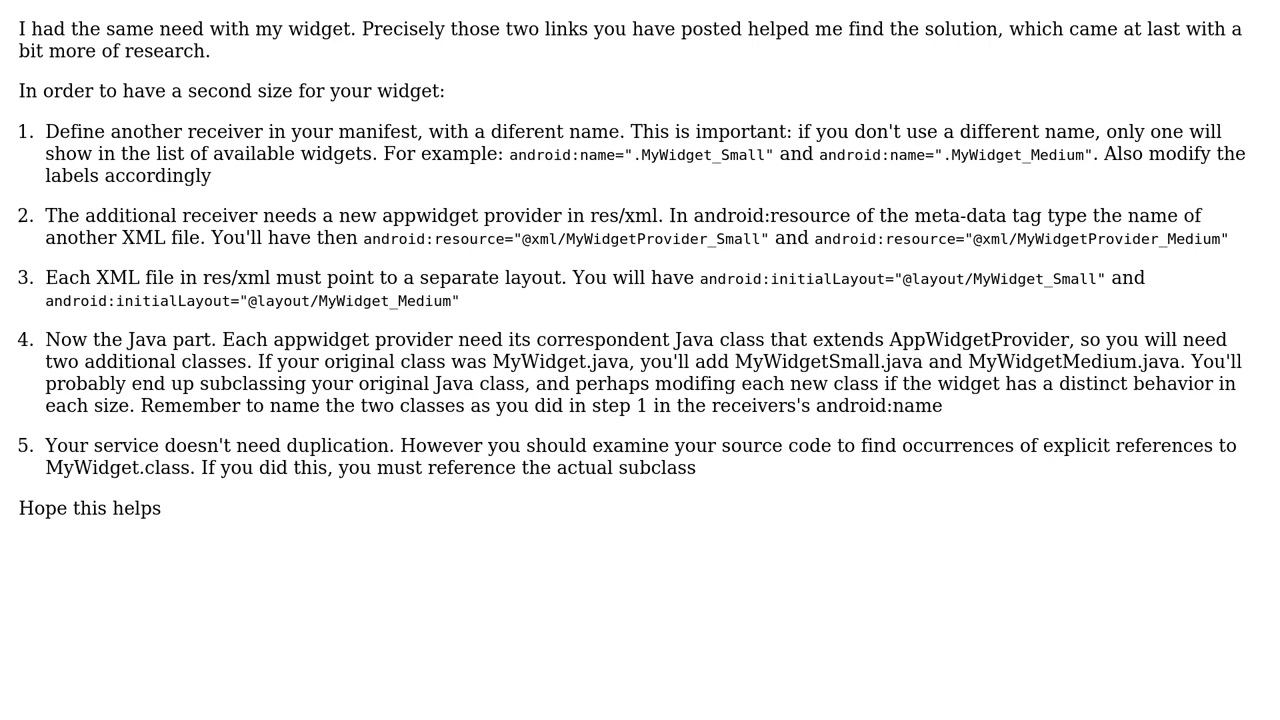 I had the same need with my widget. Precisely those two links you have posted helped me find the solution, which came at last with a
bit more of research.
In order to have a second size for your widget:
1. Define another receiver in your manifest, with a diferent name. This is important: if you don't use a different name, only one will
show in the list of available widgets. For example: android:name=".MyWidget_Small" and android:name=".MyWidget_Medium". Also modify the
labels accordingly
2. The additional receiver needs a new appwidget provider in res/xml. In android:resource of the meta-data tag type the name of
another XML file. You'll have then android:resource="@xml/MyWidgetProvider_Small" and android:resource="@xml/MyWidgetProvider_Medium"
3. Each XML file in res/xml must point to a separate layout. You will have android:initialLayout="@layout/MyWidget_Small" and
android:initialLayout="@layout/MyWidget_Medium"
4. Now the Java part. Each appwidget provider need its correspondent Java class that extends AppWidgetProvider, so you will need
two additional classes. If your original class was MyWidget.java, you'll add MyWidgetSmall.java and MyWidgetMedium.java. You'll
probably end up subclassing your original Java class, and perhaps modifing each new class if the widget has a distinct behavior in
each size. Remember to name the two classes as you did in step 1 in the receivers's android:name
5. Your service doesn't need duplication. However you should examine your source code to find occurrences of explicit references to
MyWidget.class. If you did this, you must reference the actual subclass
Hope this helps